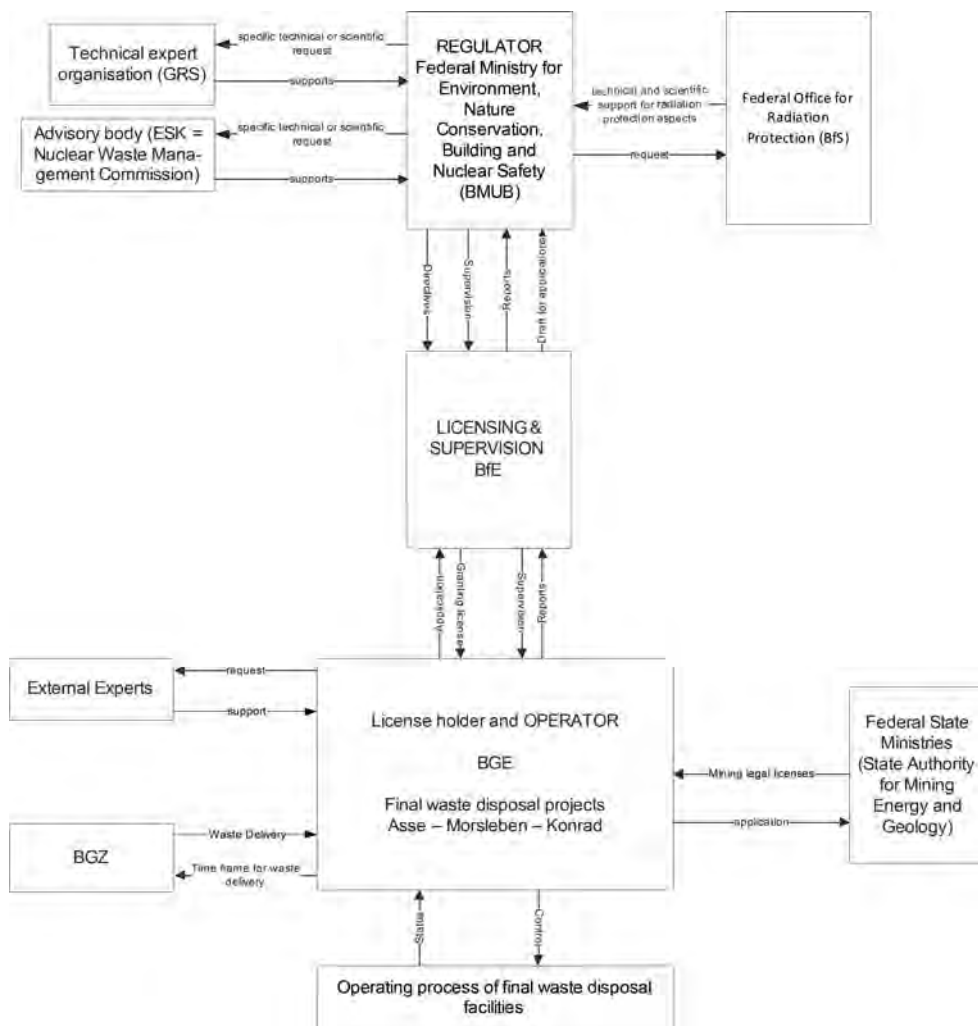 Technical expert
organisation (GRS)
specific technical or scientific
request
supports
Advisory body (ESK =
Nuclear Waste Mana-
gement Commission)
specific technical or scientific
request
supports
REGULATOR
Federal Ministry for
Environment,
Nature
Conservation,
Building and
Nuclear Safety
(BMUB)
technical and scientific
support for radiation
protection aspects
request
Federal Office for
Radiation
Protection (BfS)
Directives
Supervision
Reports
Draft for approbations
LICENSING &
SUPERVISION
BfE
Application
Granting licenses
Supervision
Reports
External Experts
request
support
License holder and OPERATOR
BGE
Final waste disposal projects
Asse – Morsleben – Konrad
Mining legal licenses
application
Federal State
Ministries
(State Authority
for Mining
Energy and
Geology)
BGZ
Waste Delivery
Time frame for waste
delivery
Status
Control
Operating process of final waste disposal
facilities